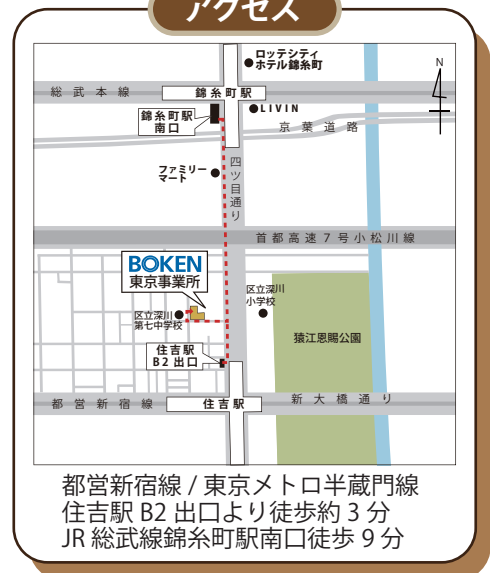 アクセス
ロッテシティ
ホテル錦糸町
N
総武本線
錦糸町駅
LIVIN
錦糸町駅
南口
京葉道路
ファミリー
マート
四ツ目通り
首都高速7号小松川線
BOKEN
東京事業所
区立深川
小学校
区立深川
第七中学校
猿江恩賜公園
住吉駅
B2 出口
都営新宿線
住吉駅
新大橋通り
都営新宿線 / 東京メトロ半蔵門線
住吉駅 B2 出口より徒歩約 3 分
JR 総武線錦糸町駅南口徒歩 9 分